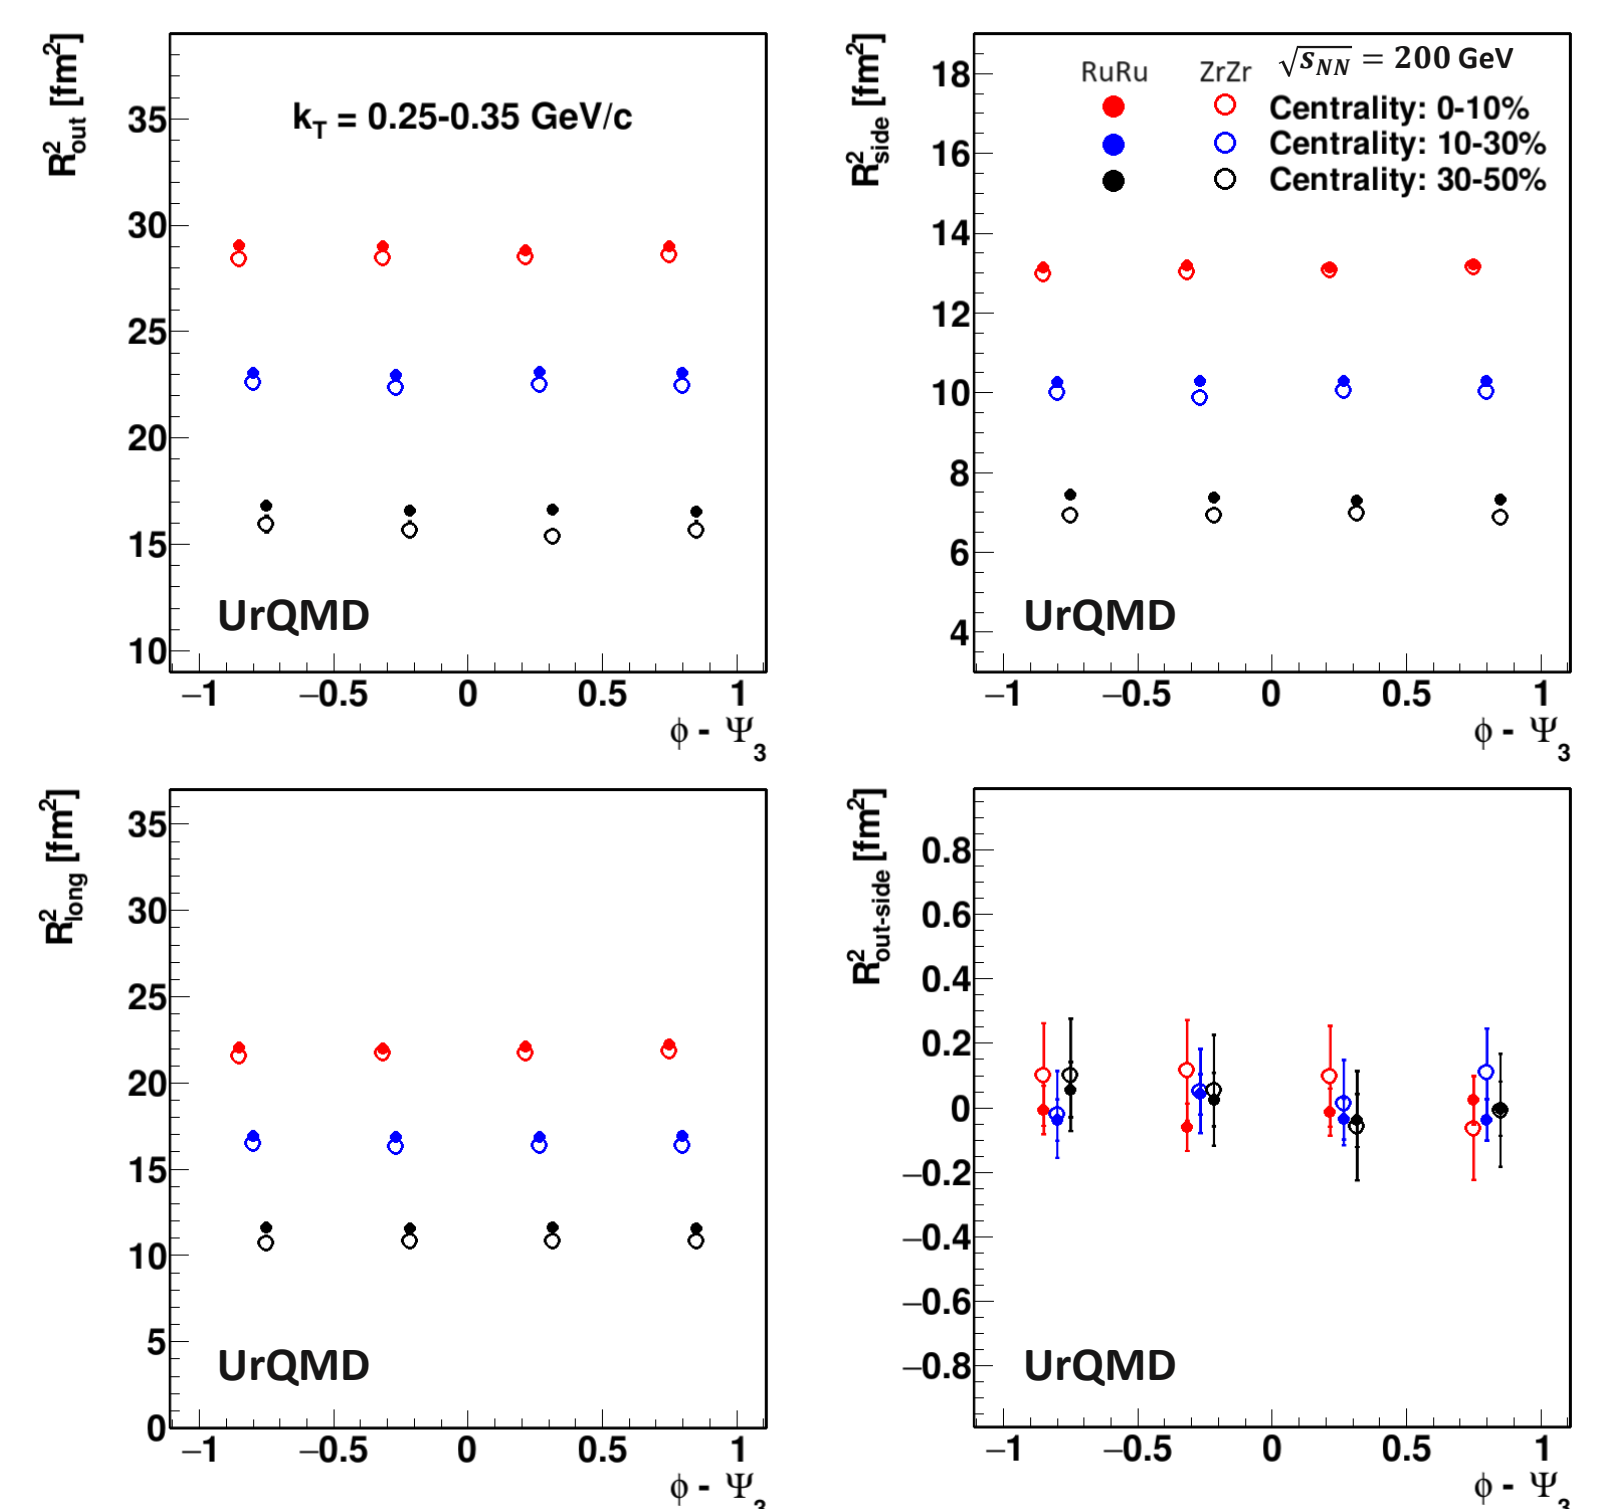 R²out [fm²]
k_T = 0.25-0.35 GeV/c
35
30
25
20
15
10
UrQMD
−1 −0.5 0 0.5 1
ϕ - Ψ₃
R²side [fm²]
RuRu ZrZr √s_NN = 200 GeV
Centrality: 0-10%
Centrality: 10-30%
Centrality: 30-50%
18
16
14
12
10
8
6
4
UrQMD
−1 −0.5 0 0.5 1
ϕ - Ψ₃
R²long [fm²]
35
30
25
20
15
10
5
0
UrQMD
−1 −0.5 0 0.5 1
ϕ - Ψ₃
R²out-side [fm²]
0.8
0.6
0.4
0.2
0
−0.2
−0.4
−0.6
−0.8
UrQMD
−1 −0.5 0 0.5 1
ϕ - Ψ₃